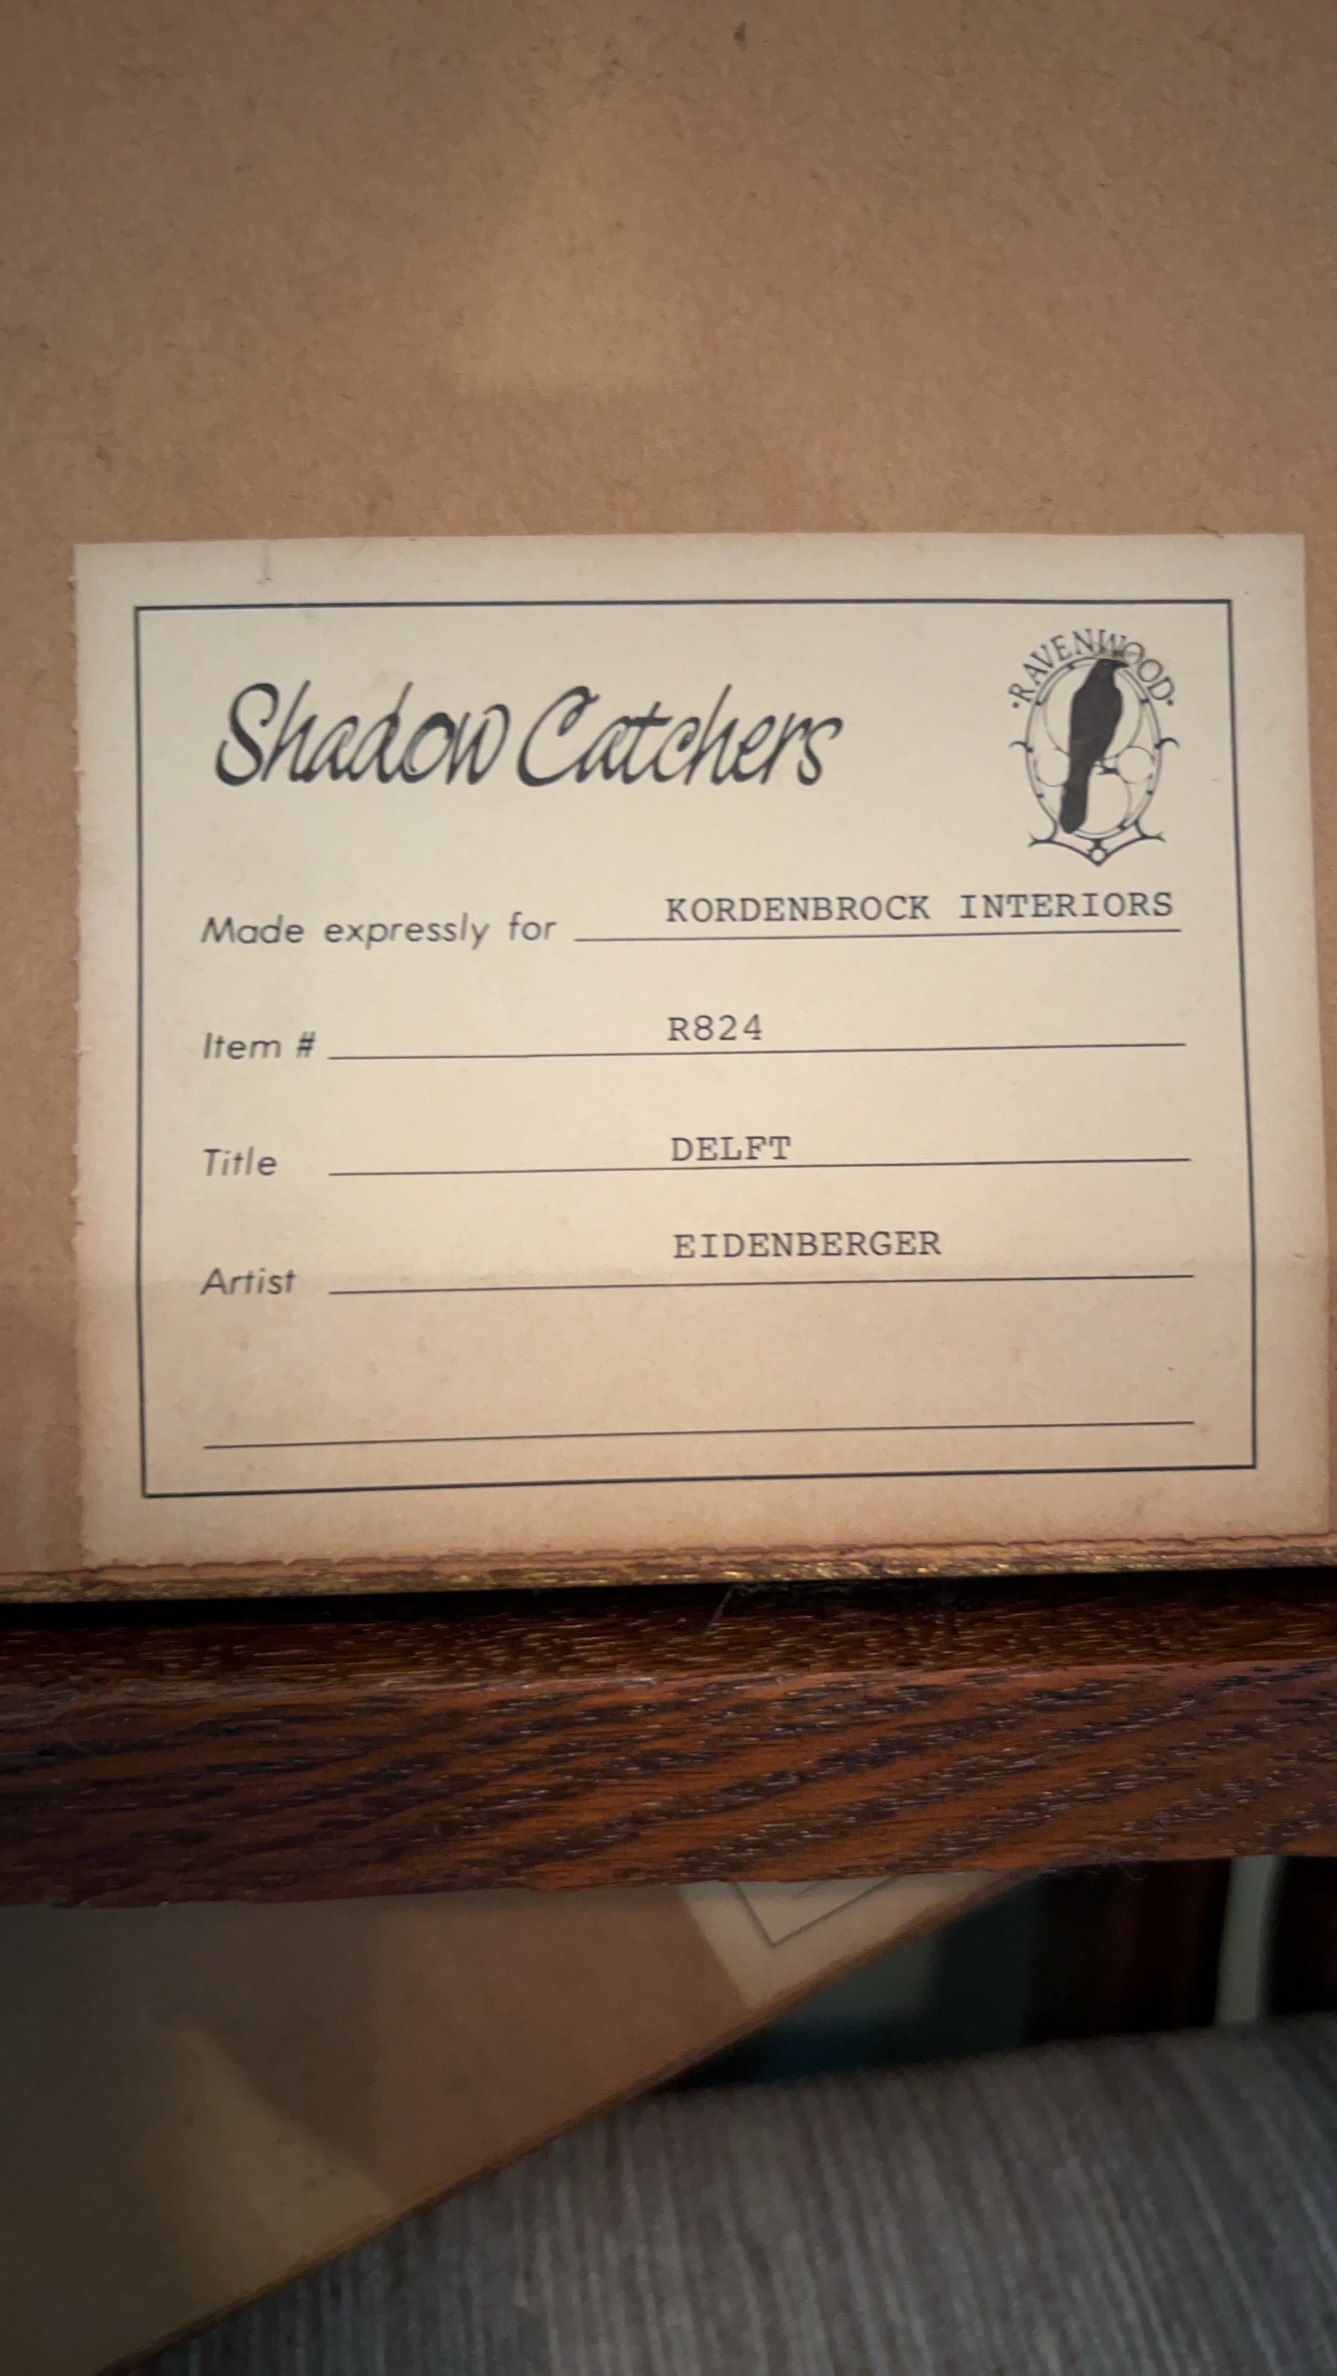 ·RAVENWOOD·
Shadow Catchers
Made expressly for KORDENBROCK INTERIORS
Item # R824
Title DELFT
Artist EIDENBERGER